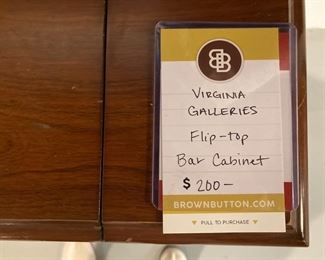 BB
VIRGINIA
GALLERIES
Flip-top
Bar Cabinet
$ 200-
BROWNBUTTON.COM
PULL TO PURCHASE